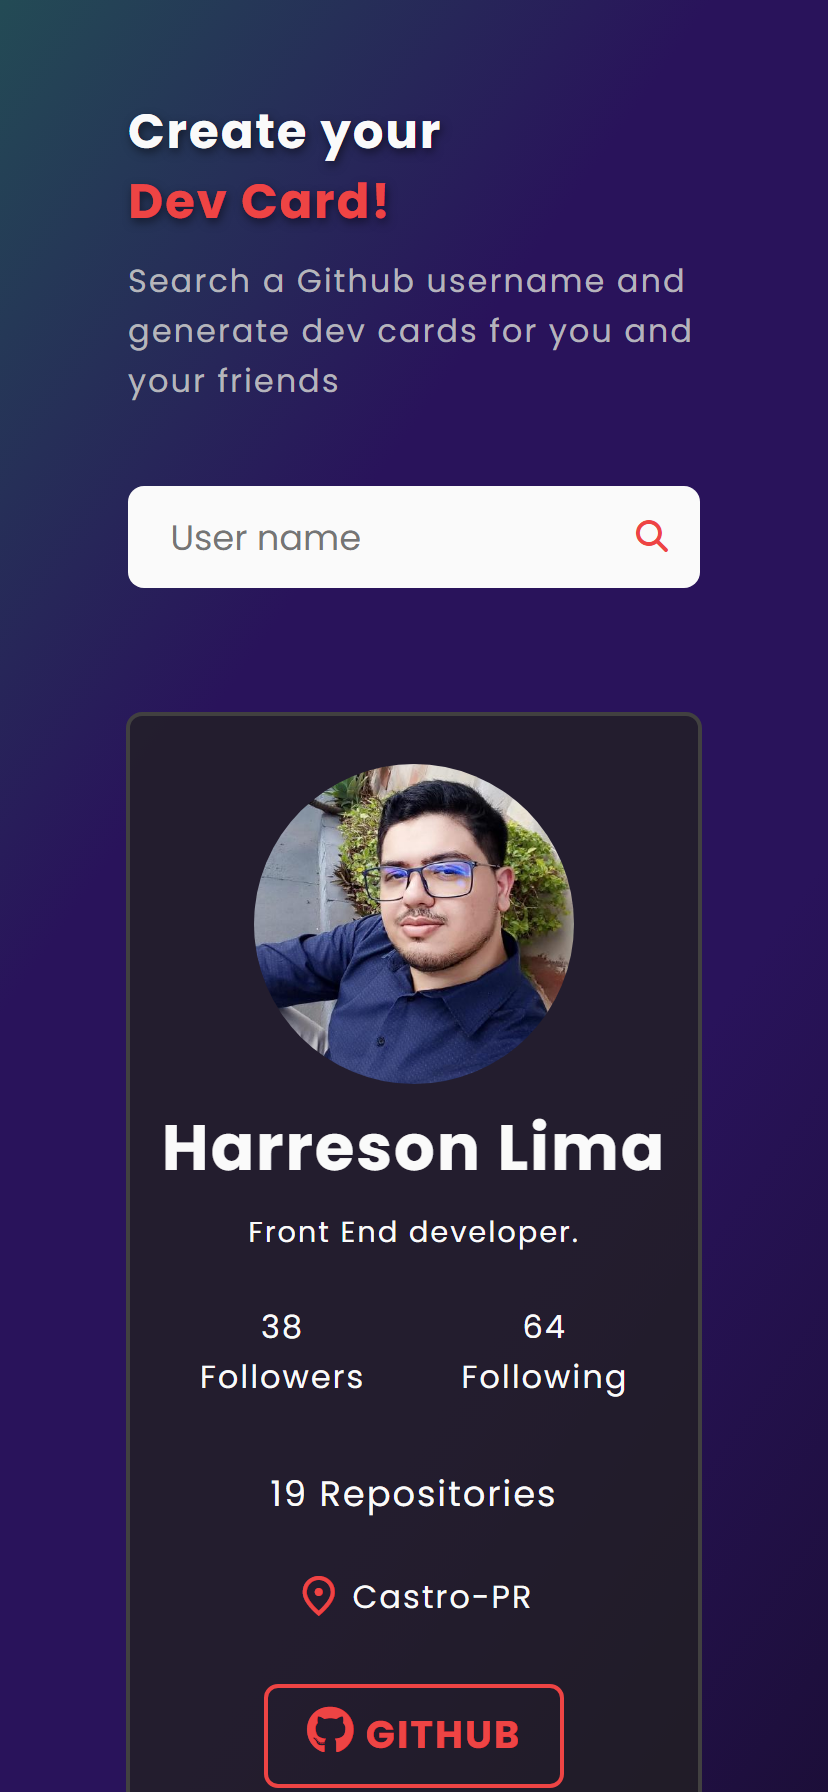 Create your
Dev Card!
Search a Github username and
generate dev cards for you and
your friends
User name
Harreson Lima
Front End developer.
38
Followers
64
Following
19 Repositories
Castro-PR
GITHUB